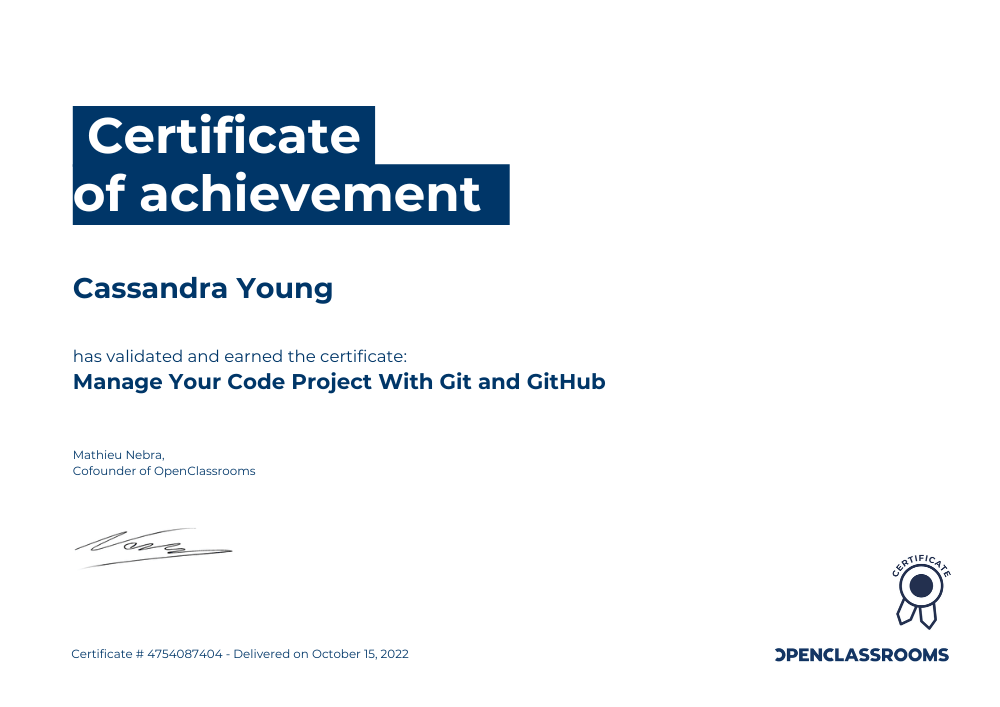 Certificate
of achievement
Cassandra Young
has validated and earned the certificate:
Manage Your Code Project With Git and GitHub
Mathieu Nebra,
Cofounder of OpenClassrooms
CERTIFICATE
Certificate # 4754087404 - Delivered on October 15, 2022
OPENCLASSROOMS